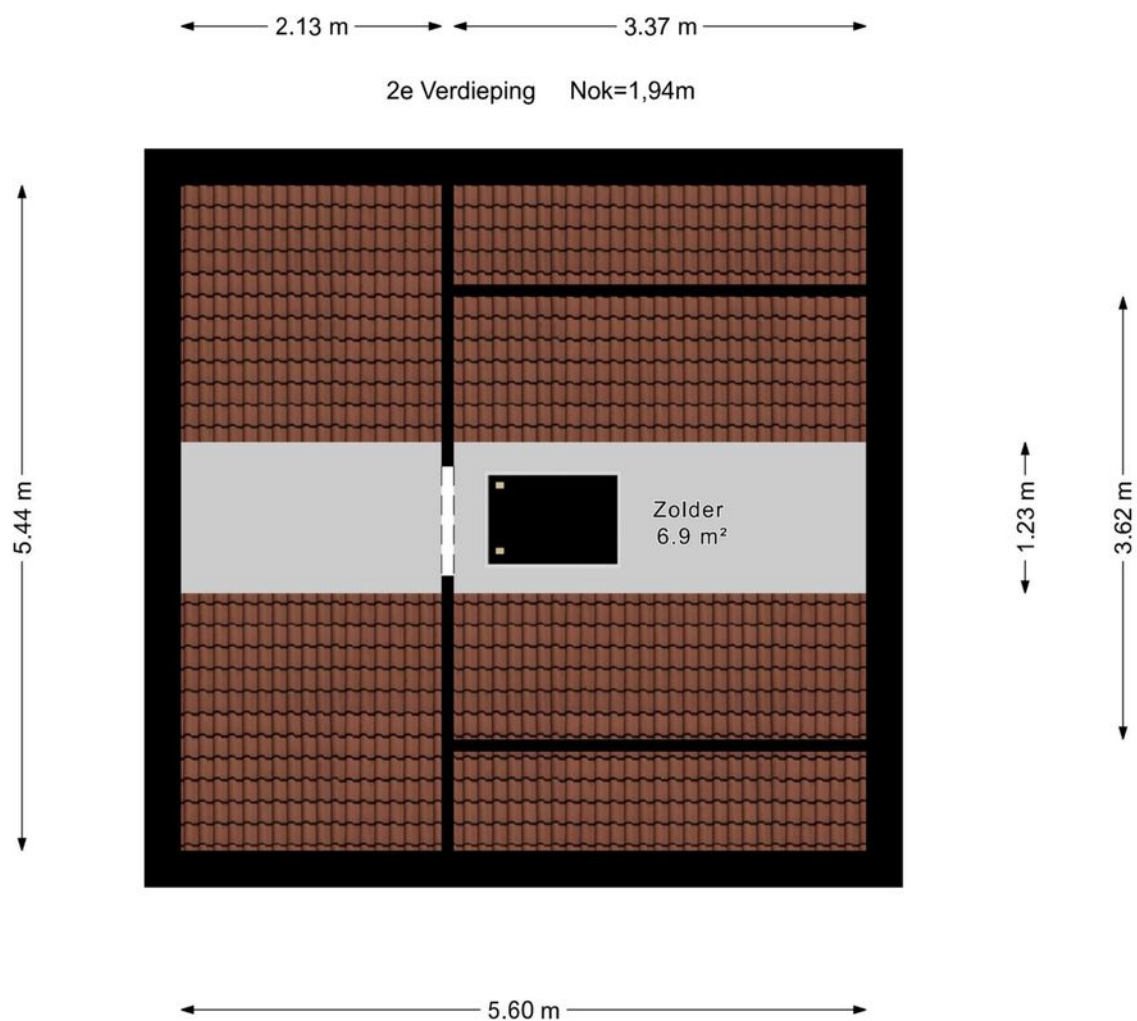 2.13 m 3.37 m
2e Verdieping Nok=1,94m
5.44 m
Zolder
6.9 m²
1.23 m
3.62 m
5.60 m